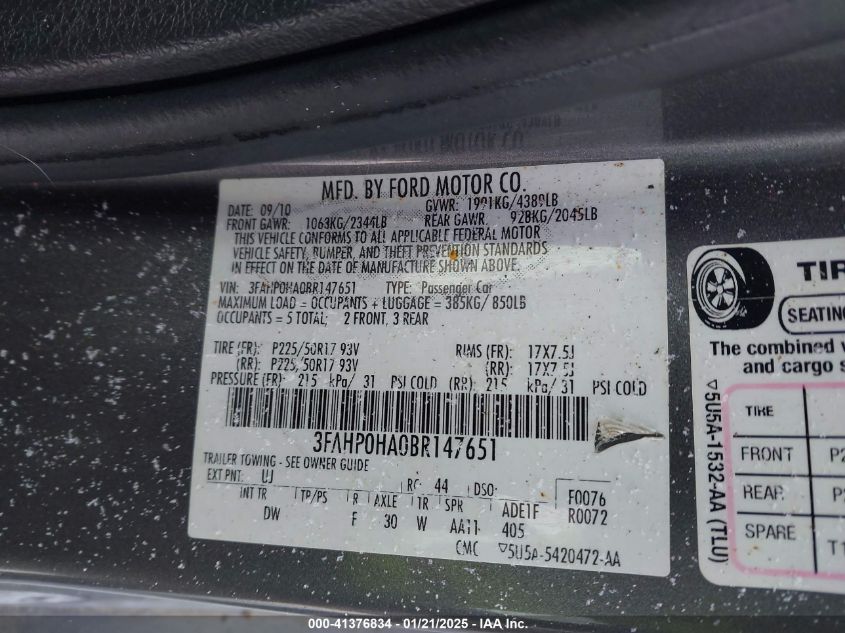 MFD. BY FORD MOTOR CO.
DATE: 09/10 GVWR: 1991KG/4389LB
FRONT GAWR: 1063KG/2344LB REAR GAWR: 928KG/2045LB
THIS VEHICLE CONFORMS TO ALL APPLICABLE FEDERAL MOTOR
VEHICLE SAFETY, BUMPER, AND THEFT PREVENTION STANDARDS
IN EFFECT ON THE DATE OF MANUFACTURE SHOWN ABOVE.
VIN: 3FAHP0HA0BR147651 TYPE: Passenger Car
MAXIMUM LOAD = OCCUPANTS + LUGGAGE = 385KG/ 850LB
OCCUPANTS = 5 TOTAL; 2 FRONT, 3 REAR
TIRE (FR): P225/50R17 93V RIMS (FR): 17X7.5J
(RR): P225/50R17 93V (RR): 17X7.5J
PRESSURE (FR): 215 kPa/ 31 PSI COLD (RR): 215 kPa/ 31 PSI COLD
3FAHP0HA0BR147651
TRAILER TOWING - SEE OWNER GUIDE
EXT PNT: UJ RC: 44 DSO: F0076
INT TR TP/PS R AXLE TR SPR ADE1F R0072
DW F 30 W AA11 405
CMC ▽5U5A-5420472-AA
TIR
SEATING
The combined
and cargo s
▽5U5A-1532-AA (TLU)
TIRE
FRONT P2
REAR
SPARE T1
000-41376834 - 01/21/2025 - IAA Inc.